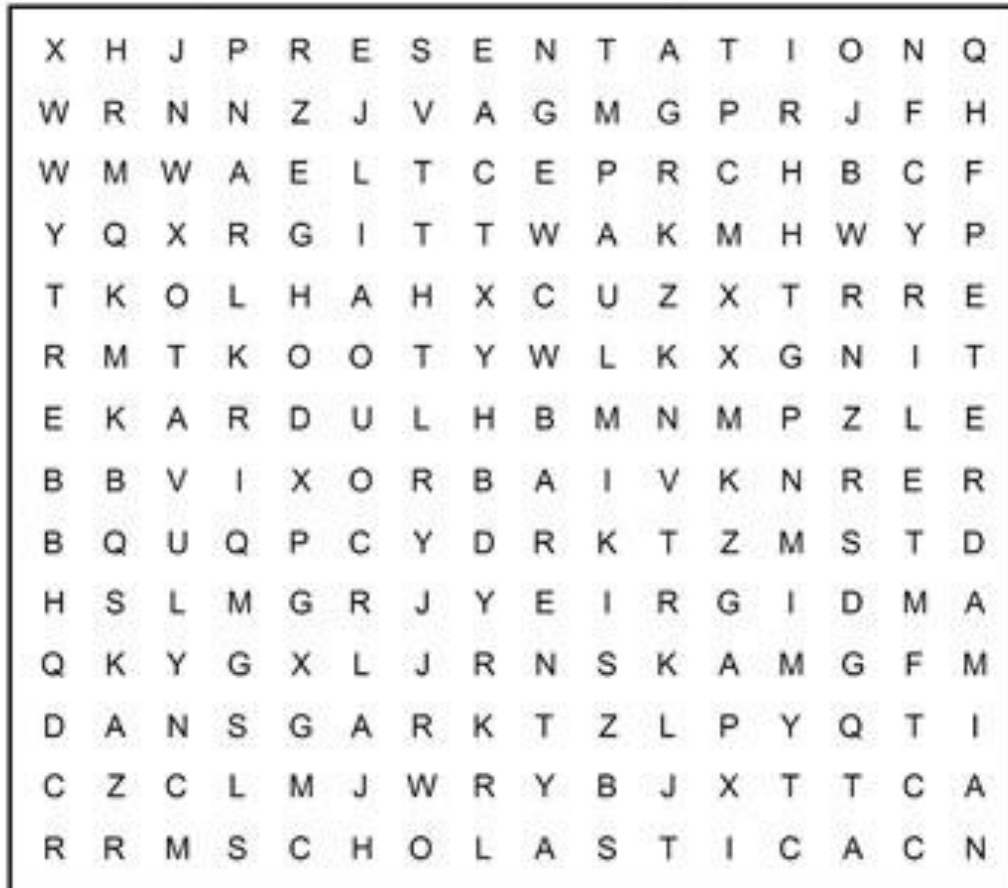 X H J P R E S E N T A T I O N Q
W R N N Z J V A G M G P R J F H
W M W A E L T C E P R C H B C F
Y Q X R G I T T W A K M H W Y P
T K O L H A H X C U Z X T R R E
R M T K O O T Y W L K X G N I T
E K A R D U L H B M N M P Z L E
B B V I X O R B A I V K N R E R
B Q U Q P C Y D R K T Z M S T D
H S L M G R J Y E I R G I D M A
Q K Y G X L J R N S K A M G F M
D A N S G A R K T Z L P Y Q T I
C Z C L M J W R Y B J X T T C A
R R M S C H O L A S T I C A C N